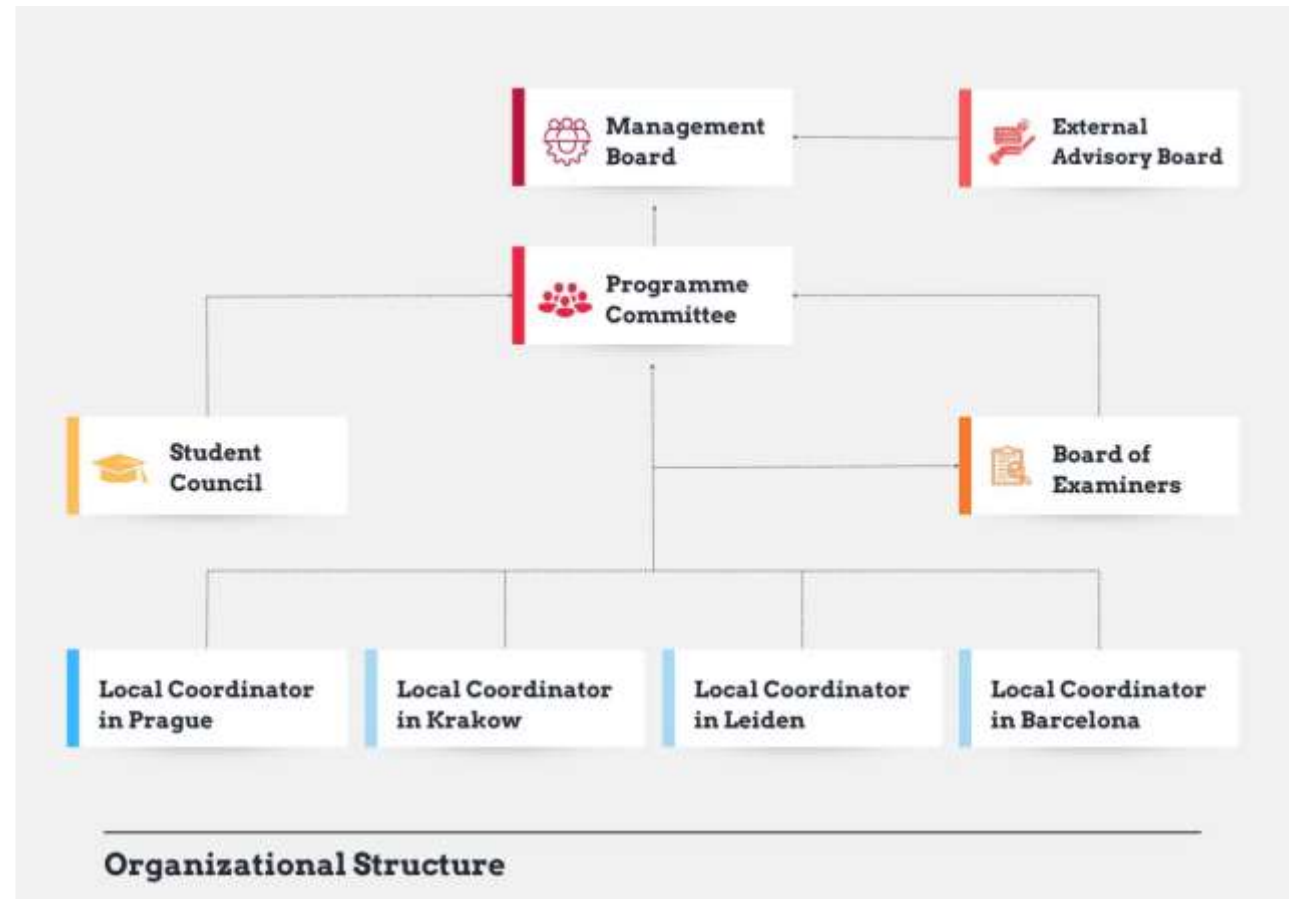 Management
Board
External
Advisory Board
Programme
Committee
Student
Council
Board of
Examiners
Local Coordinator
in Prague
Local Coordinator
in Krakow
Local Coordinator
in Leiden
Local Coordinator
in Barcelona
Organizational Structure